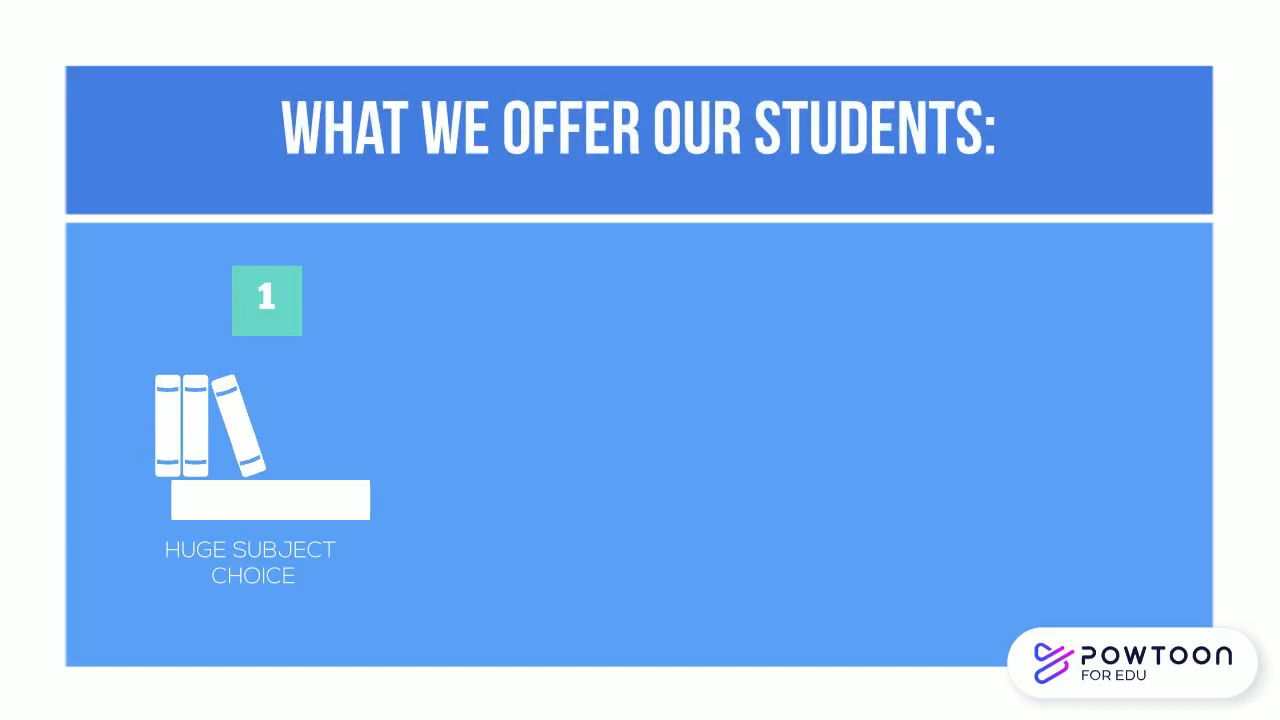 WHAT WE OFFER OUR STUDENTS:
1
HUGE SUBJECT
CHOICE
POWTOON
FOR EDU